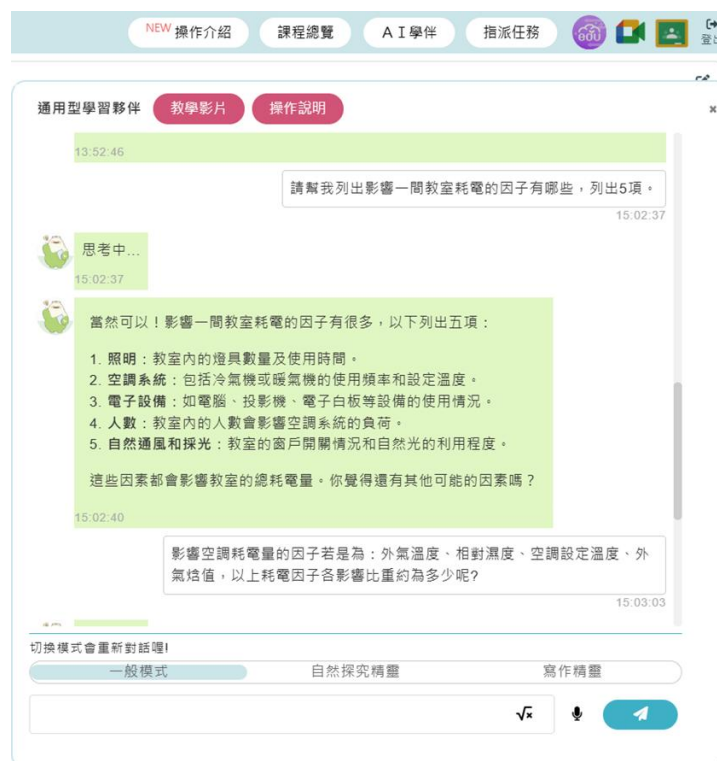 NEW 操作介紹
課程總覽
ＡＩ學伴
指派任務
edu
登出
通用型學習夥伴
教學影片
操作說明
13:52:46
請幫我列出影響一間教室耗電的因子有哪些，列出5項。
15:02:37
思考中...
15:02:37
當然可以！影響一間教室耗電的因子有很多，以下列出五項：
1. 照明：教室內的燈具數量及使用時間。
2. 空調系統：包括冷氣機或暖氣機的使用頻率和設定溫度。
3. 電子設備：如電腦、投影機、電子白板等設備的使用情況。
4. 人數：教室內的人數會影響空調系統的負荷。
5. 自然通風和採光：教室的窗戶開關情況和自然光的利用程度。
這些因素都會影響教室的總耗電量。你覺得還有其他可能的因素嗎？
15:02:40
影響空調耗電量的因子若是為：外氣溫度、相對濕度、空調設定溫度、外
氣焓值，以上耗電因子各影響比重約為多少呢?
15:03:03
切換模式會重新對話喔!
一般模式
自然探究精靈
寫作精靈